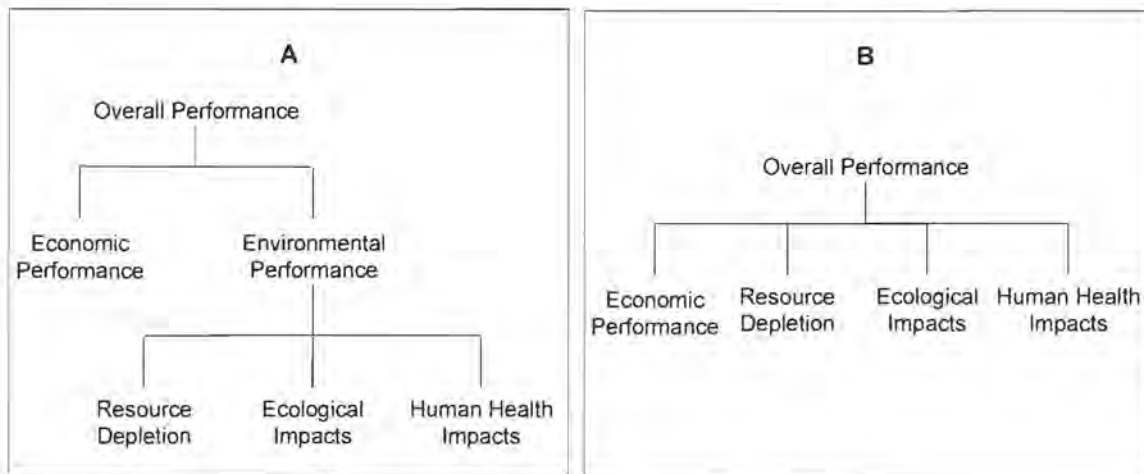 A
Overall Performance
Economic
Performance
Environmental
Performance
Resource
Depletion
Ecological
Impacts
Human Health
Impacts
B
Overall Performance
Economic
Performance
Resource
Depletion
Ecological
Impacts
Human Health
Impacts